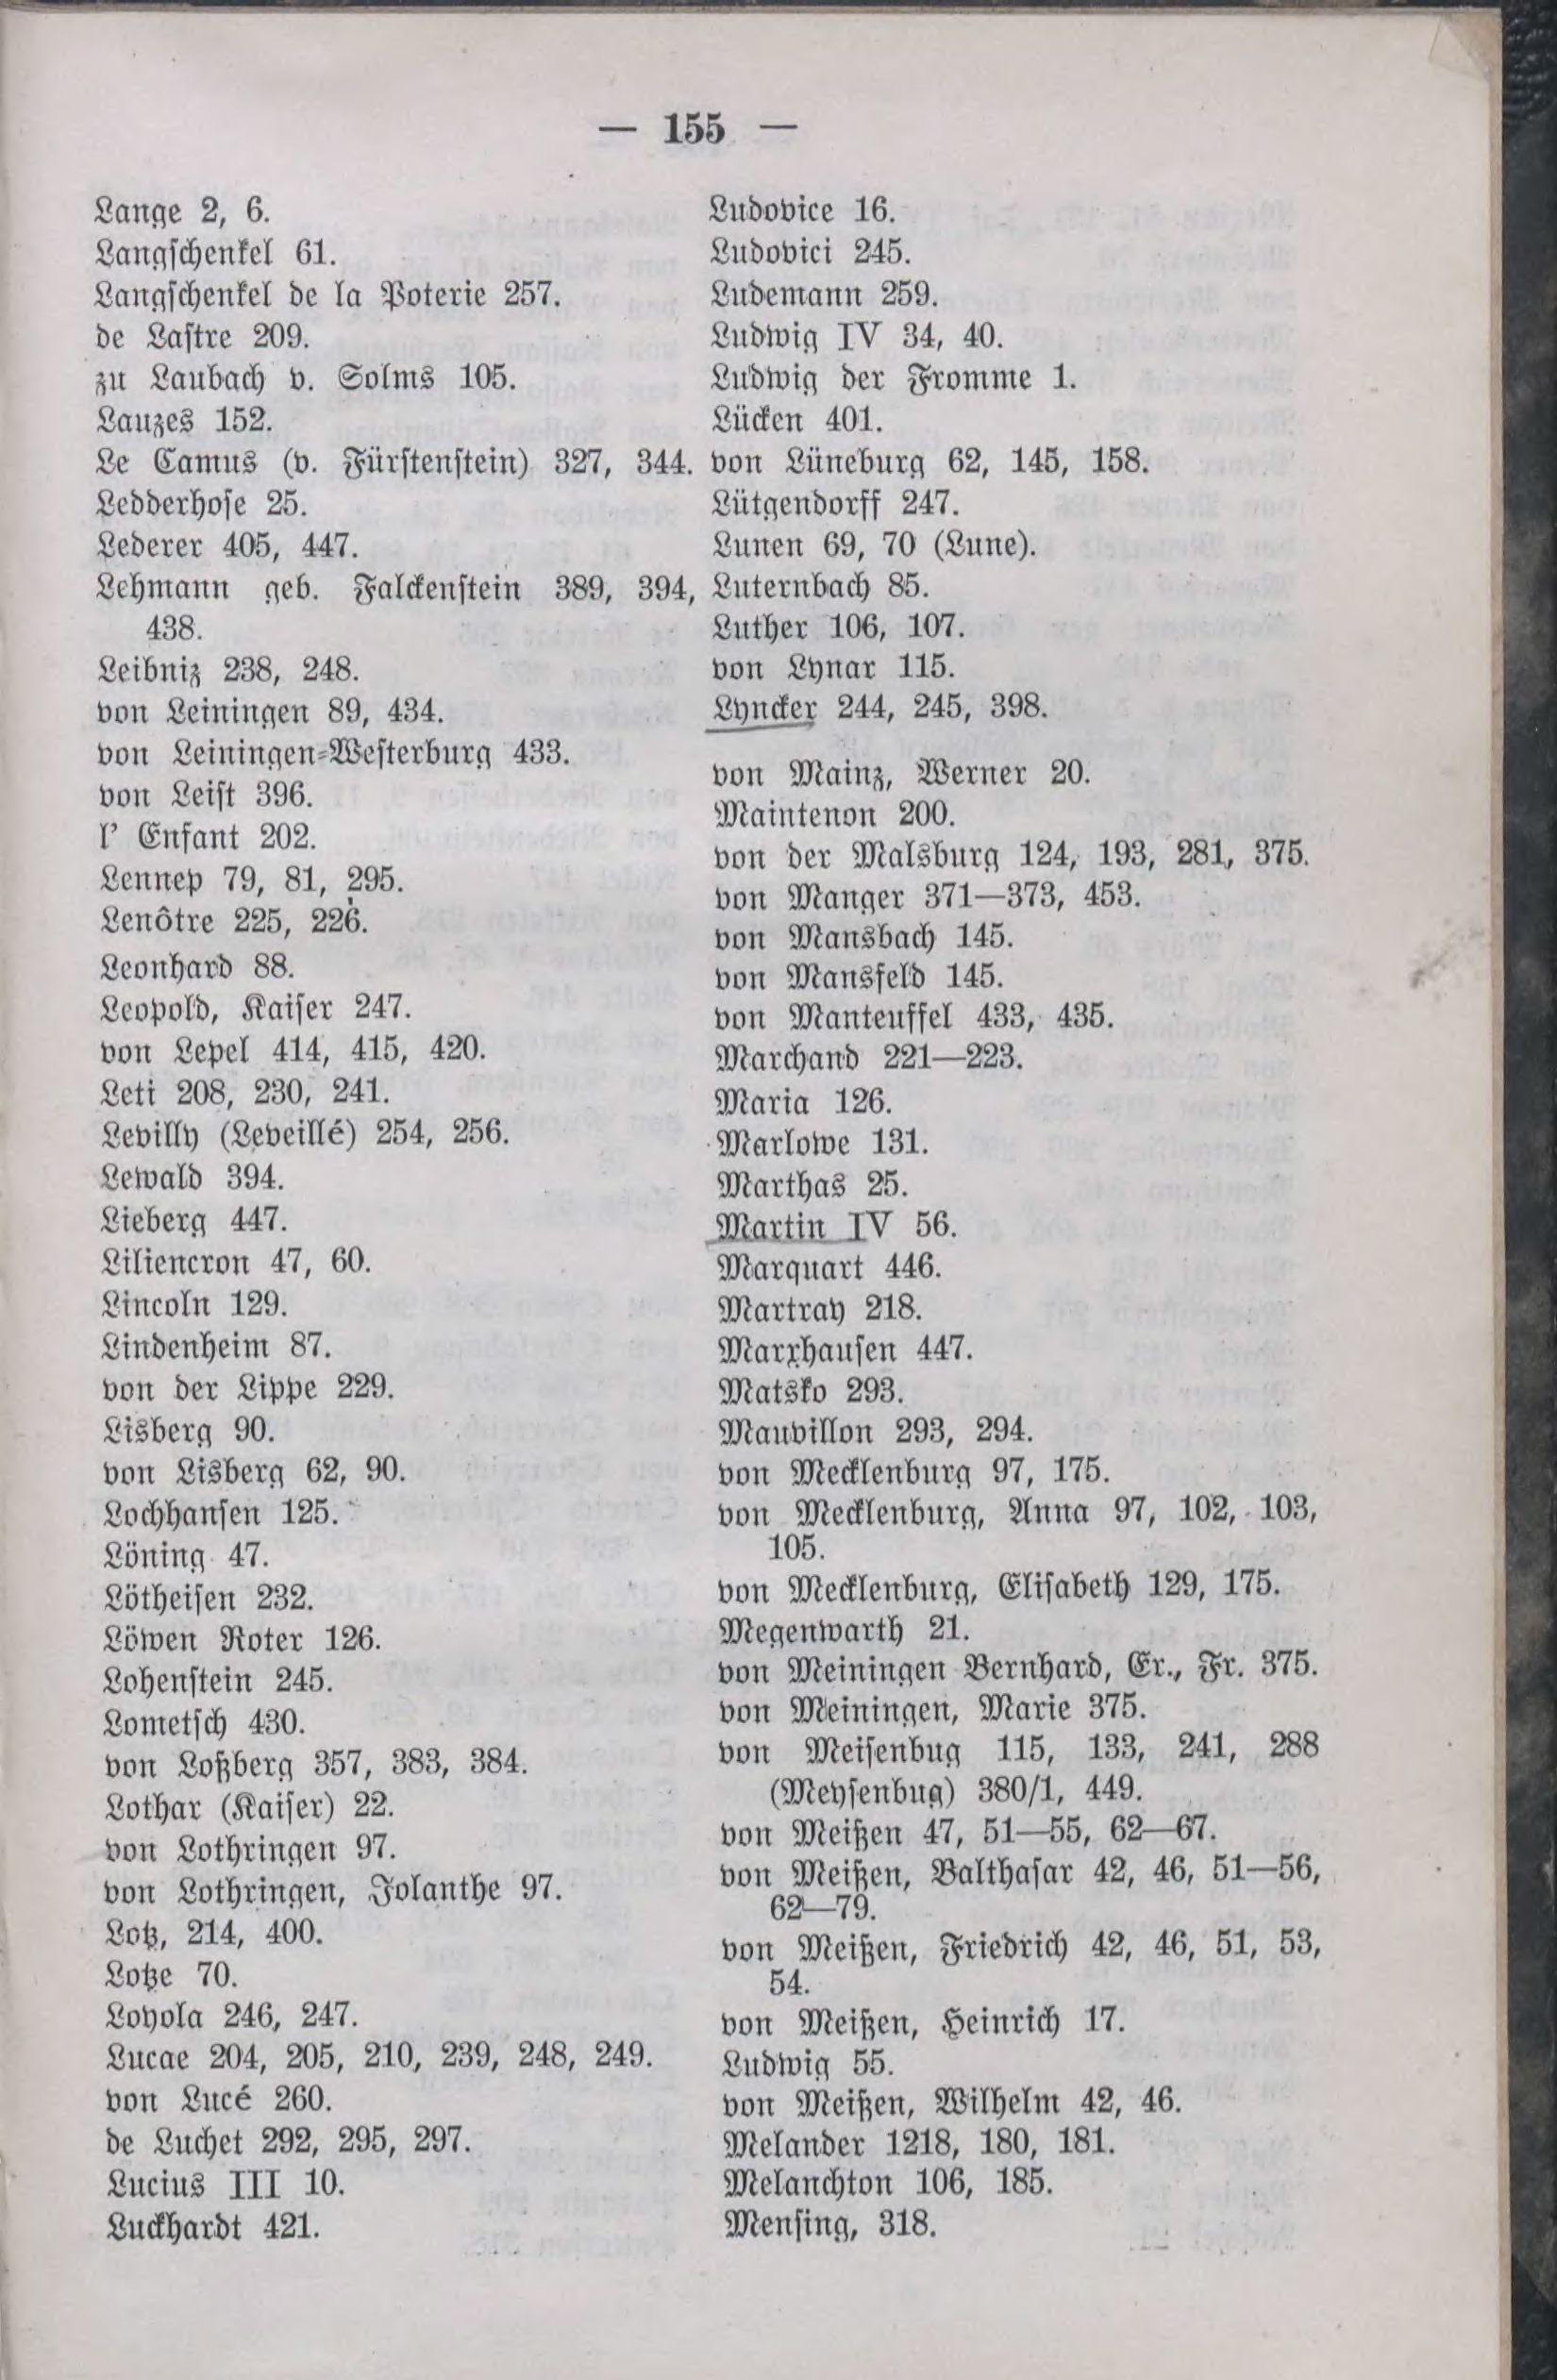 — 155 —
Lange 2, 6.
Langschenkel 61.
Langschenkel de la Poterie 257.
de Lastre 209.
zu Laubach v. Solms 105.
Lauzes 152.
Le Camus (v. Fürstenstein) 327, 344.
Ledderhose 25.
Lederer 405, 447.
Lehmann geb. Falckenstein 389, 394,
438.
Leibniz 238, 248.
von Leiningen 89, 434.
von Leiningen-Westerburg 433.
von Leist 396.
l' Enfant 202.
Lennep 79, 81, 295.
Lenôtre 225, 226.
Leonhard 88.
Leopold, Kaiser 247.
von Lepel 414, 415, 420.
Leti 208, 230, 241.
Levilly (Leveillé) 254, 256.
Lewald 394.
Lieberg 447.
Liliencron 47, 60.
Lincoln 129.
Lindenheim 87.
von der Lippe 229.
Lisberg 90.
von Lisberg 62, 90.
Lochhansen 125.
Löning 47.
Lötheisen 232.
Löwen Roter 126.
Lohenstein 245.
Lometsch 430.
von Loßberg 357, 383, 384.
Lothar (Kaiser) 22.
von Lothringen 97.
von Lothringen, Jolanthe 97.
Lotz, 214, 400.
Lotze 70.
Loyola 246, 247.
Lucae 204, 205, 210, 239, 248, 249.
von Lucé 260.
de Luchet 292, 295, 297.
Lucius III 10.
Luckhardt 421.
Ludovice 16.
Ludovici 245.
Ludemann 259.
Ludwig IV 34, 40.
Ludwig der Fromme 1.
Lücken 401.
von Lüneburg 62, 145, 158.
Lütgendorff 247.
Lunen 69, 70 (Lune).
Luternbach 85.
Luther 106, 107.
von Lynar 115.
Lyncker 244, 245, 398.
von Mainz, Werner 20.
Maintenon 200.
von der Malsburg 124, 193, 281, 375.
von Manger 371—373, 453.
von Mansbach 145.
von Mansfeld 145.
von Manteuffel 433, 435.
Marchand 221—223.
Maria 126.
Marlowe 131.
Marthas 25.
Martin IV 56.
Marquart 446.
Martray 218.
Marxhausen 447.
Matsko 293.
Mauvillon 293, 294.
von Mecklenburg 97, 175.
von Mecklenburg, Anna 97, 102, 103,
105.
von Mecklenburg, Elisabeth 129, 175.
Megenwarth 21.
von Meiningen Bernhard, Er., Fr. 375.
von Meiningen, Marie 375.
von Meisenbug 115, 133, 241, 288
(Meysenbug) 380/1, 449.
von Meißen 47, 51—55, 62—67.
von Meißen, Balthasar 42, 46, 51—56,
62—79.
von Meißen, Friedrich 42, 46, 51, 53,
54.
von Meißen, Heinrich 17.
Ludwig 55.
von Meißen, Wilhelm 42, 46.
Melander 1218, 180, 181.
Melanchton 106, 185.
Mensing, 318.